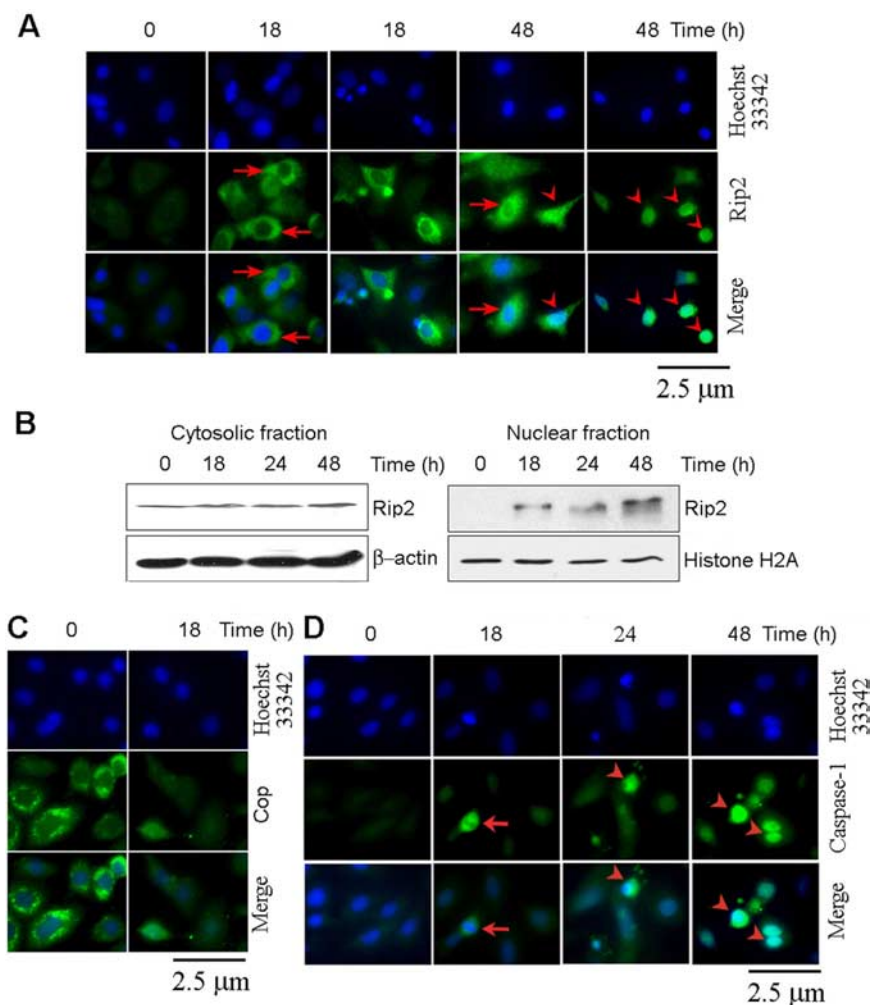 A
0 18 18 48 48 Time (h)
Hoechst
33342
Rip2
Merge
2.5 μm
B
Cytosolic fraction
0 18 24 48 Time (h)
Rip2
β–actin
Nuclear fraction
0 18 24 48 Time (h)
Rip2
Histone H2A
C
0 18 Time (h)
Hoechst
33342
Cop
Merge
2.5 μm
D
0 18 24 48 Time (h)
Hoechst
33342
Caspase-1
Merge
2.5 μm